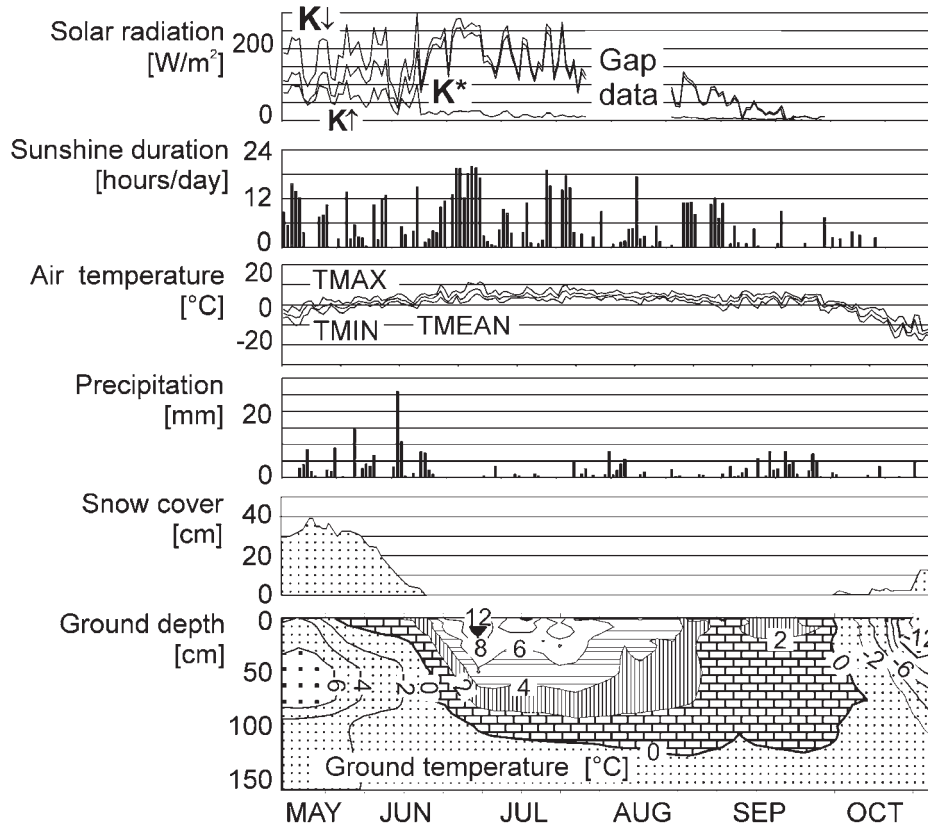 Solar radiation
[W/m²]
200
0
K↓
K*
K↑
Gap
data
Sunshine duration
[hours/day]
24
12
0
Air temperature
[°C]
20
0
-20
TMAX
TMIN
TMEAN
Precipitation
[mm]
20
0
Snow cover
[cm]
40
20
0
Ground depth
[cm]
0
50
100
150
12
8
6
4
2
0
6
4
2
0
2
0
0
-2
-6
-12
Ground temperature [°C]
MAY JUN JUL AUG SEP OCT